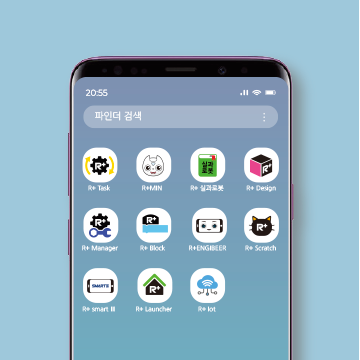 20:55
파인더 검색
R+ Task
R+MIN
R+ 실과로봇
R+ Design
R+ Manager
R+ Block
R+ENGIBEER
R+ Scratch
R+ smart III
R+ Launcher
R+ Iot